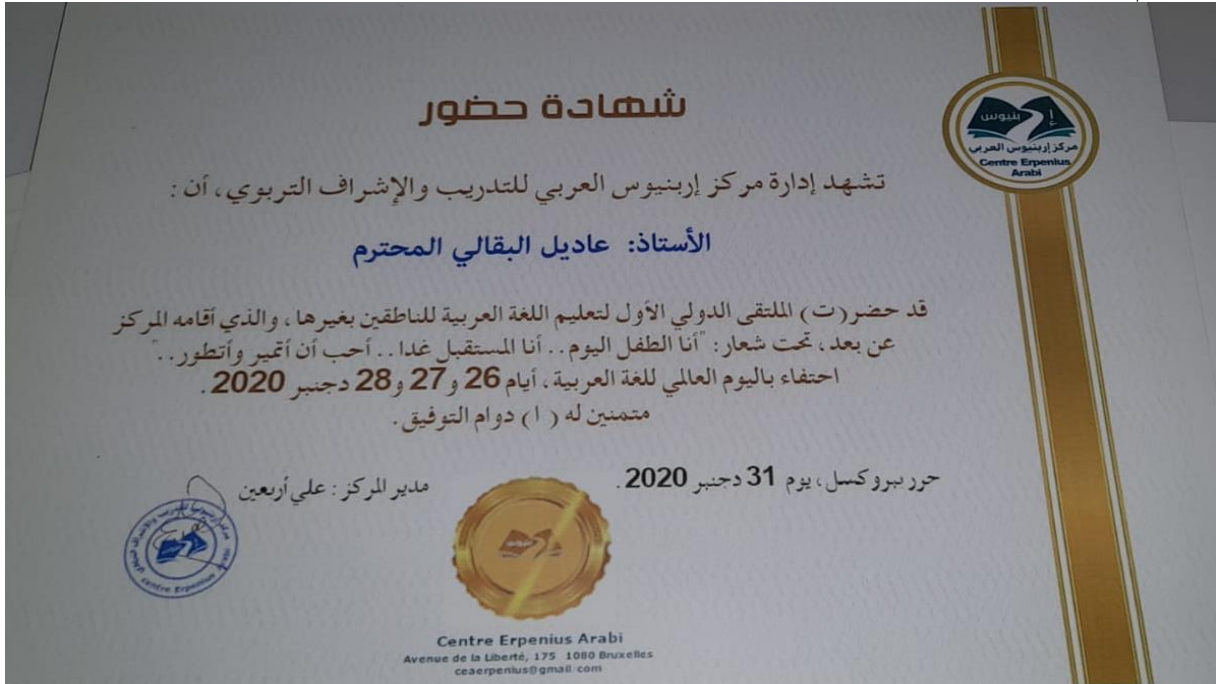 شهادة حضور
إربنيوس
مركز إربنيوس العربي
Centre Erpenius
Arabi
تشهد إدارة مركز إربنيوس العربي للتدريب والإشراف التربوي، أن :
الأستاذ: عاديل البقالي المحترم
قد حضر(ت) الملتقى الدولي الأول لتعليم اللغة العربية للناطقين بغيرها، والذي أقامه المركز
عن بعد، تحت شعار: "أنا الطفل اليوم.. أنا المستقبل غدا.. أحب أن أتميز وأتطور.."
احتفاء باليوم العالمي للغة العربية، أيام 26 و27 و28 دجنبر 2020.
متمنين له (ا) دوام التوفيق.
حرر ببروكسل، يوم 31 دجنبر 2020.
مدير المركز : علي أربعين
Centre Erpenius Arabi
Avenue de la Liberté, 175 1080 Bruxelles
ceaerpenius@gmail.com